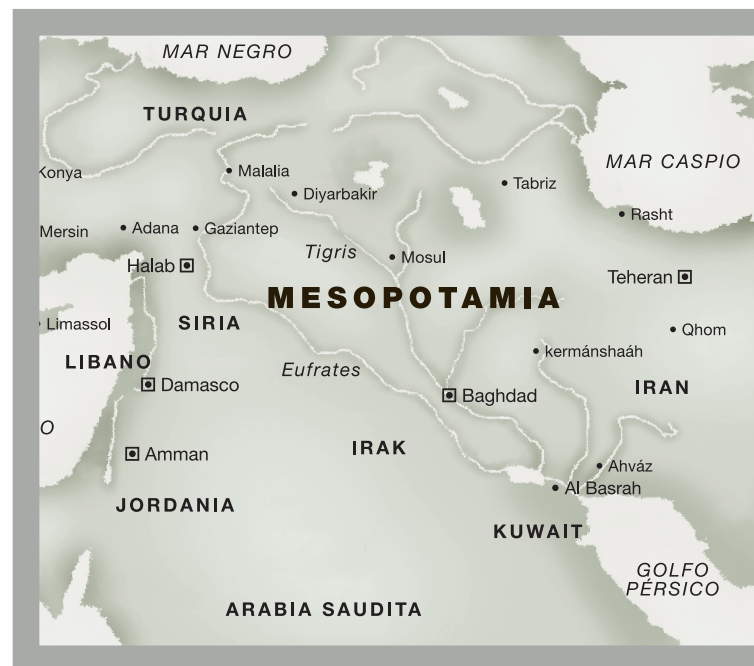 MAR NEGRO
TURQUIA
MAR CASPIO
Konya
Malalia
Diyarbakir
Tabriz
Rasht
Mersin
Adana
Gaziantep
Tigris
Mosul
Halab
Teheran
MESOPOTAMIA
Limassol
SIRIA
Qhom
LIBANO
kermánshaáh
Eufrates
Damasco
Baghdad
IRAN
O
IRAK
Amman
Ahváz
Al Basrah
JORDANIA
KUWAIT
GOLFO
PÉRSICO
ARABIA SAUDITA